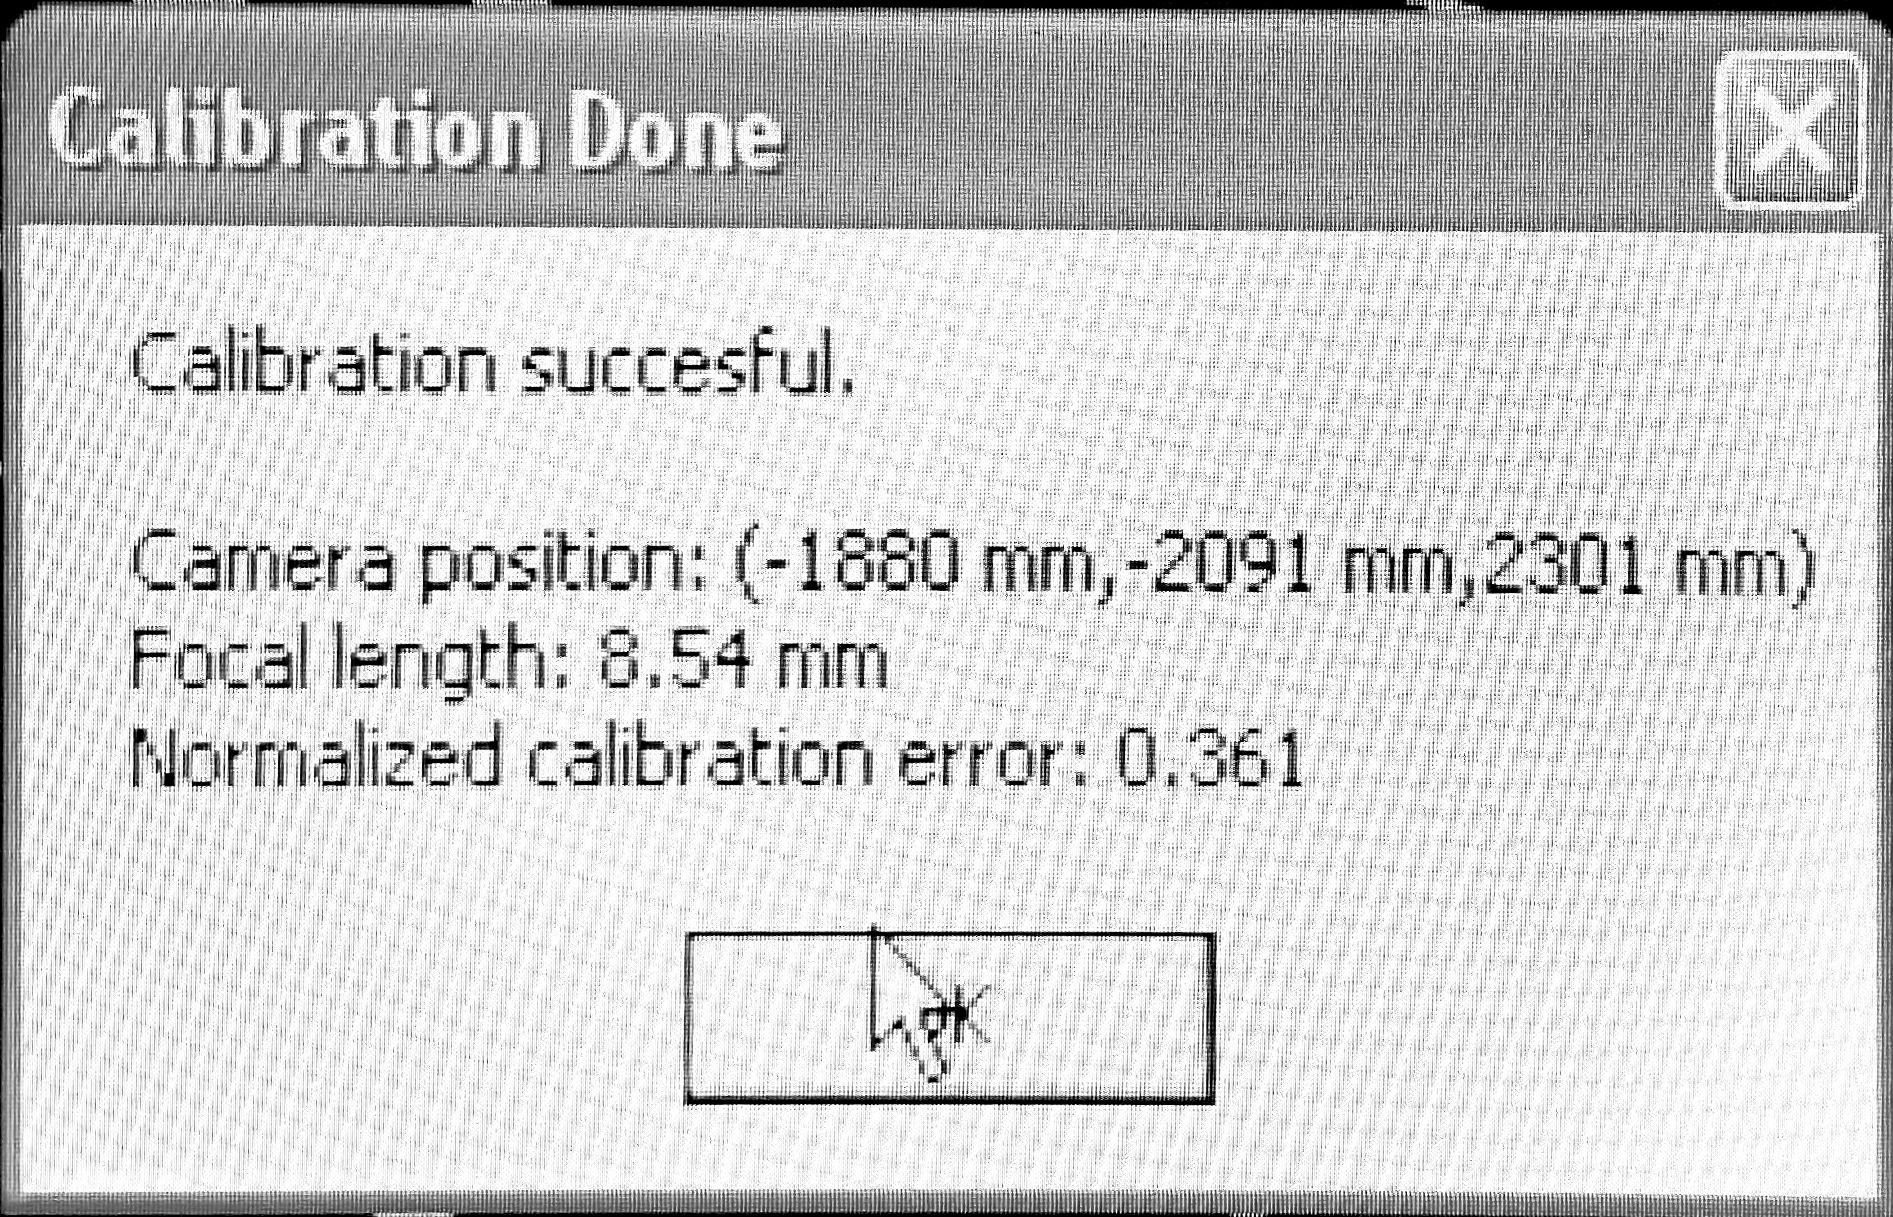 Calibration Done
Calibration succesful.
Camera position: (-1880 mm,-2091 mm,2301 mm)
Focal length: 8.54 mm
Normalized calibration error: 0.361